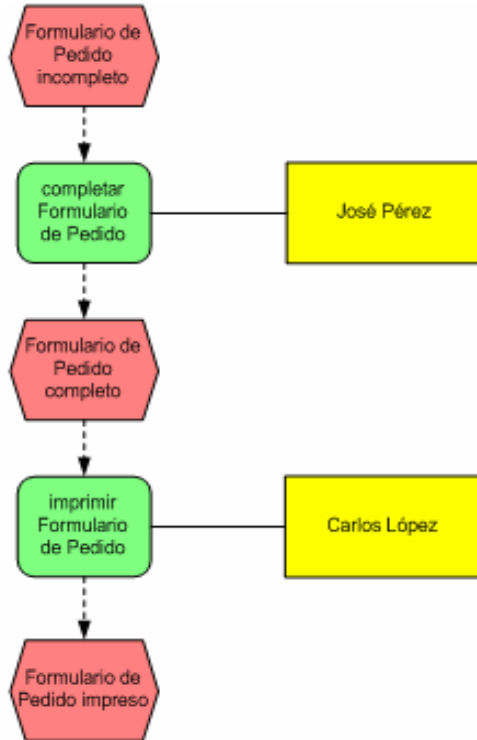 Formulario de
Pedido
incompleto
completar
Formulario
de Pedido
José Pérez
Formulario de
Pedido
completo
imprimir
Formulario
de Pedido
Carlos López
Formulario de
Pedido impreso